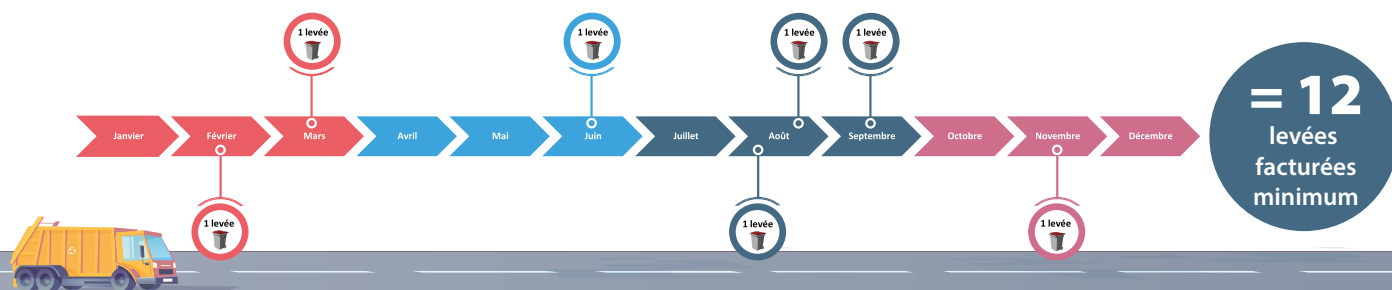 1 levée
1 levée
1 levée
1 levée
Janvier
Février
Mars
Avril
Mai
Juin
Juillet
Août
Septembre
Octobre
Novembre
Décembre
1 levée
1 levée
1 levée
= 12
levées
facturées
minimum